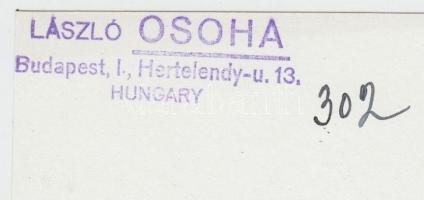 LÁSZLÓ OSOHA
Budapest, I., Hertelendy-u. 13.
HUNGARY
302